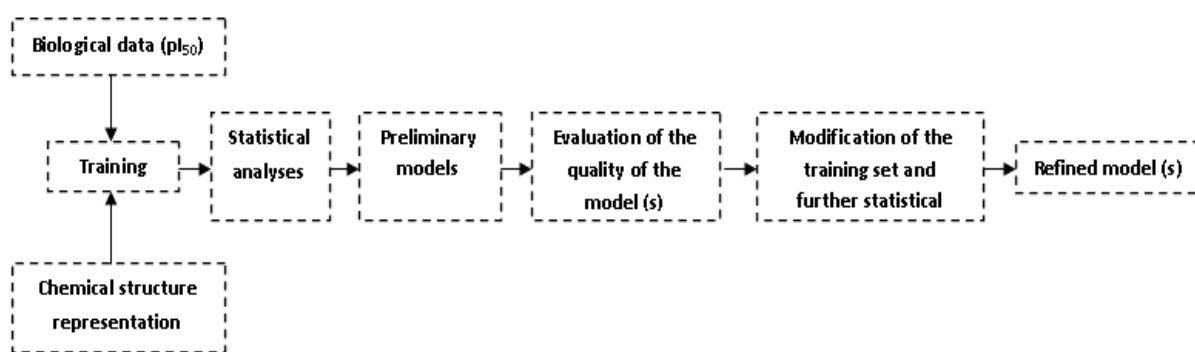 Biological data (pI₅₀)
Training
Chemical structure
representation
Statistical
analyses
Preliminary
models
Evaluation of the
quality of the
model (s)
Modification of the
training set and
further statistical
Refined model (s)